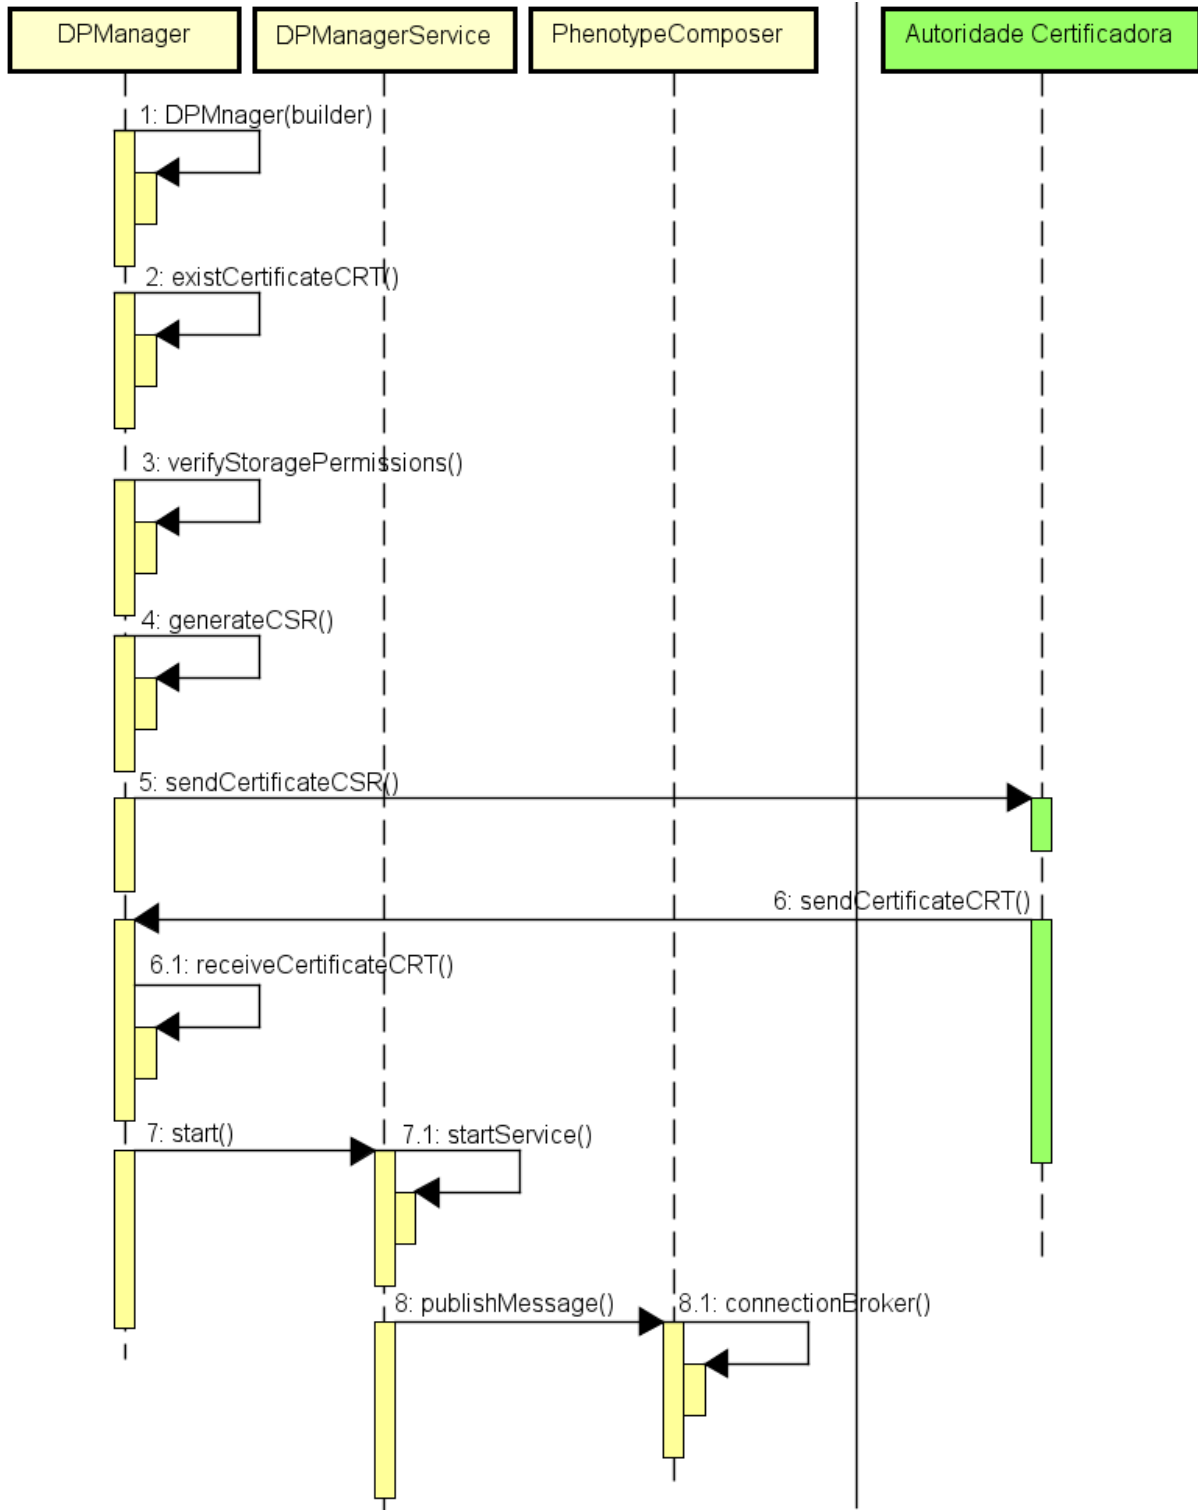 DPManager
DPManagerService
PhenotypeComposer
Autoridade Certificadora
1: DPMnager(builder)
2: existCertificateCRT()
3: verifyStoragePermissions()
4: generateCSR()
5: sendCertificateCSR()
6: sendCertificateCRT()
6.1: receiveCertificateCRT()
7: start()
7.1: startService()
8: publishMessage()
8.1: connectionBroker()